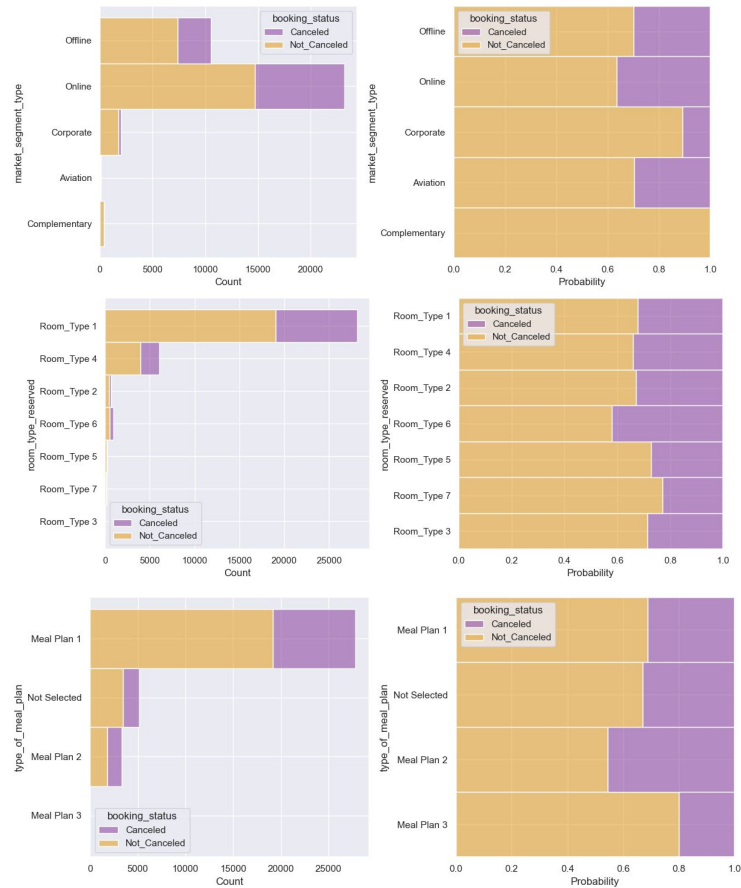 booking_status
Canceled
Not_Canceled
Offline
Online
Corporate
Aviation
Complementary
market_segment_type
0 5000 10000 15000 20000
Count
booking_status
Canceled
Not_Canceled
Offline
Online
Corporate
Aviation
Complementary
market_segment_type
0.0 0.2 0.4 0.6 0.8 1.0
Probability
Room_Type 1
Room_Type 4
Room_Type 2
Room_Type 6
Room_Type 5
Room_Type 7
Room_Type 3
room_type_reserved
booking_status
Canceled
Not_Canceled
0 5000 10000 15000 20000 25000
Count
booking_status
Canceled
Not_Canceled
Room_Type 1
Room_Type 4
Room_Type 2
Room_Type 6
Room_Type 5
Room_Type 7
Room_Type 3
room_type_reserved
0.0 0.2 0.4 0.6 0.8 1.0
Probability
Meal Plan 1
Not Selected
Meal Plan 2
Meal Plan 3
type_of_meal_plan
booking_status
Canceled
Not_Canceled
0 5000 10000 15000 20000 25000
Count
booking_status
Canceled
Not_Canceled
Meal Plan 1
Not Selected
Meal Plan 2
Meal Plan 3
type_of_meal_plan
0.0 0.2 0.4 0.6 0.8 1.0
Probability